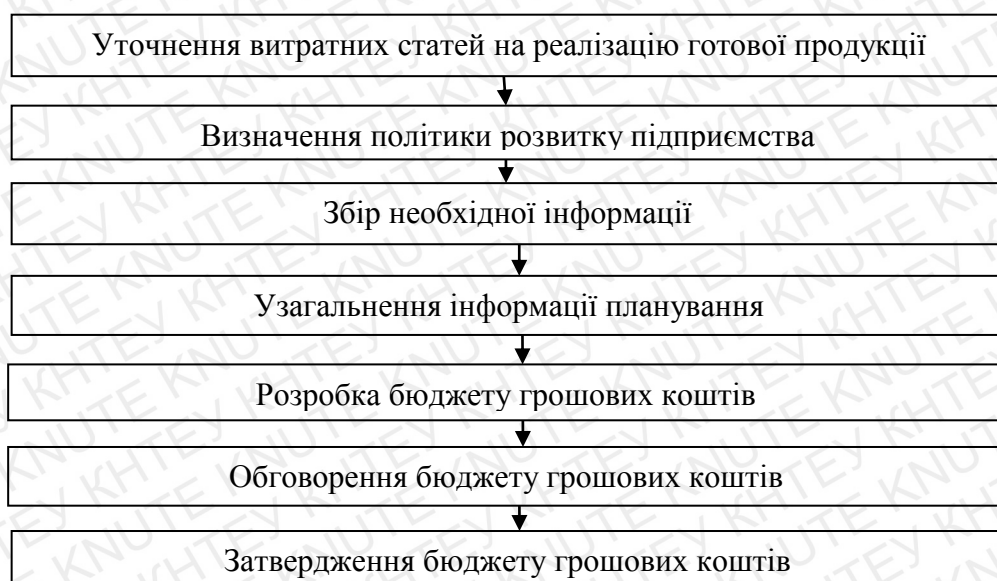 Уточнення витратних статей на реалізацію готової продукції
Визначення політики розвитку підприємства
Збір необхідної інформації
Узагальнення інформації планування
Розробка бюджету грошових коштів
Обговорення бюджету грошових коштів
Затвердження бюджету грошових коштів